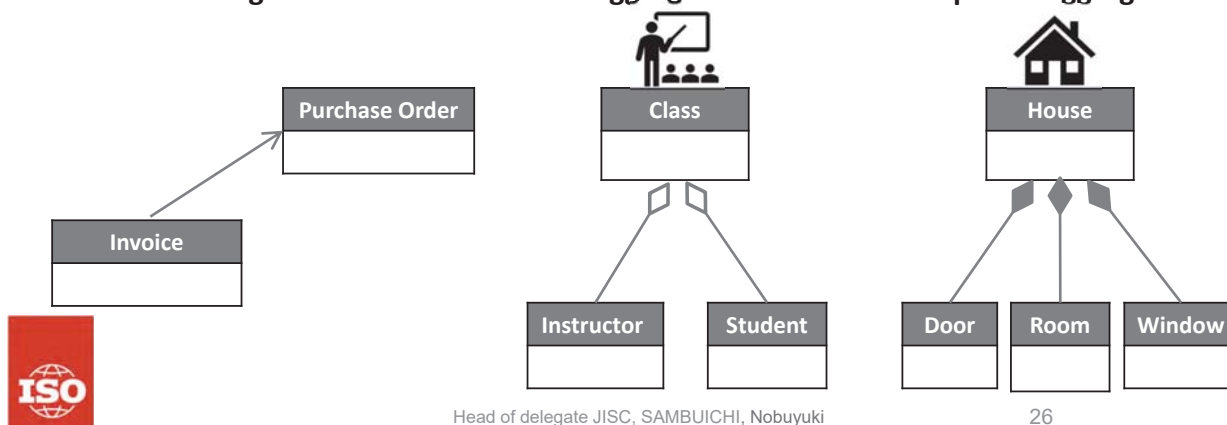 Purchase Order
Class
House
Invoice
Instructor
Student
Door
Room
Window
ISO
Head of delegate JISC, SAMBUICHI, Nobuyuki
26